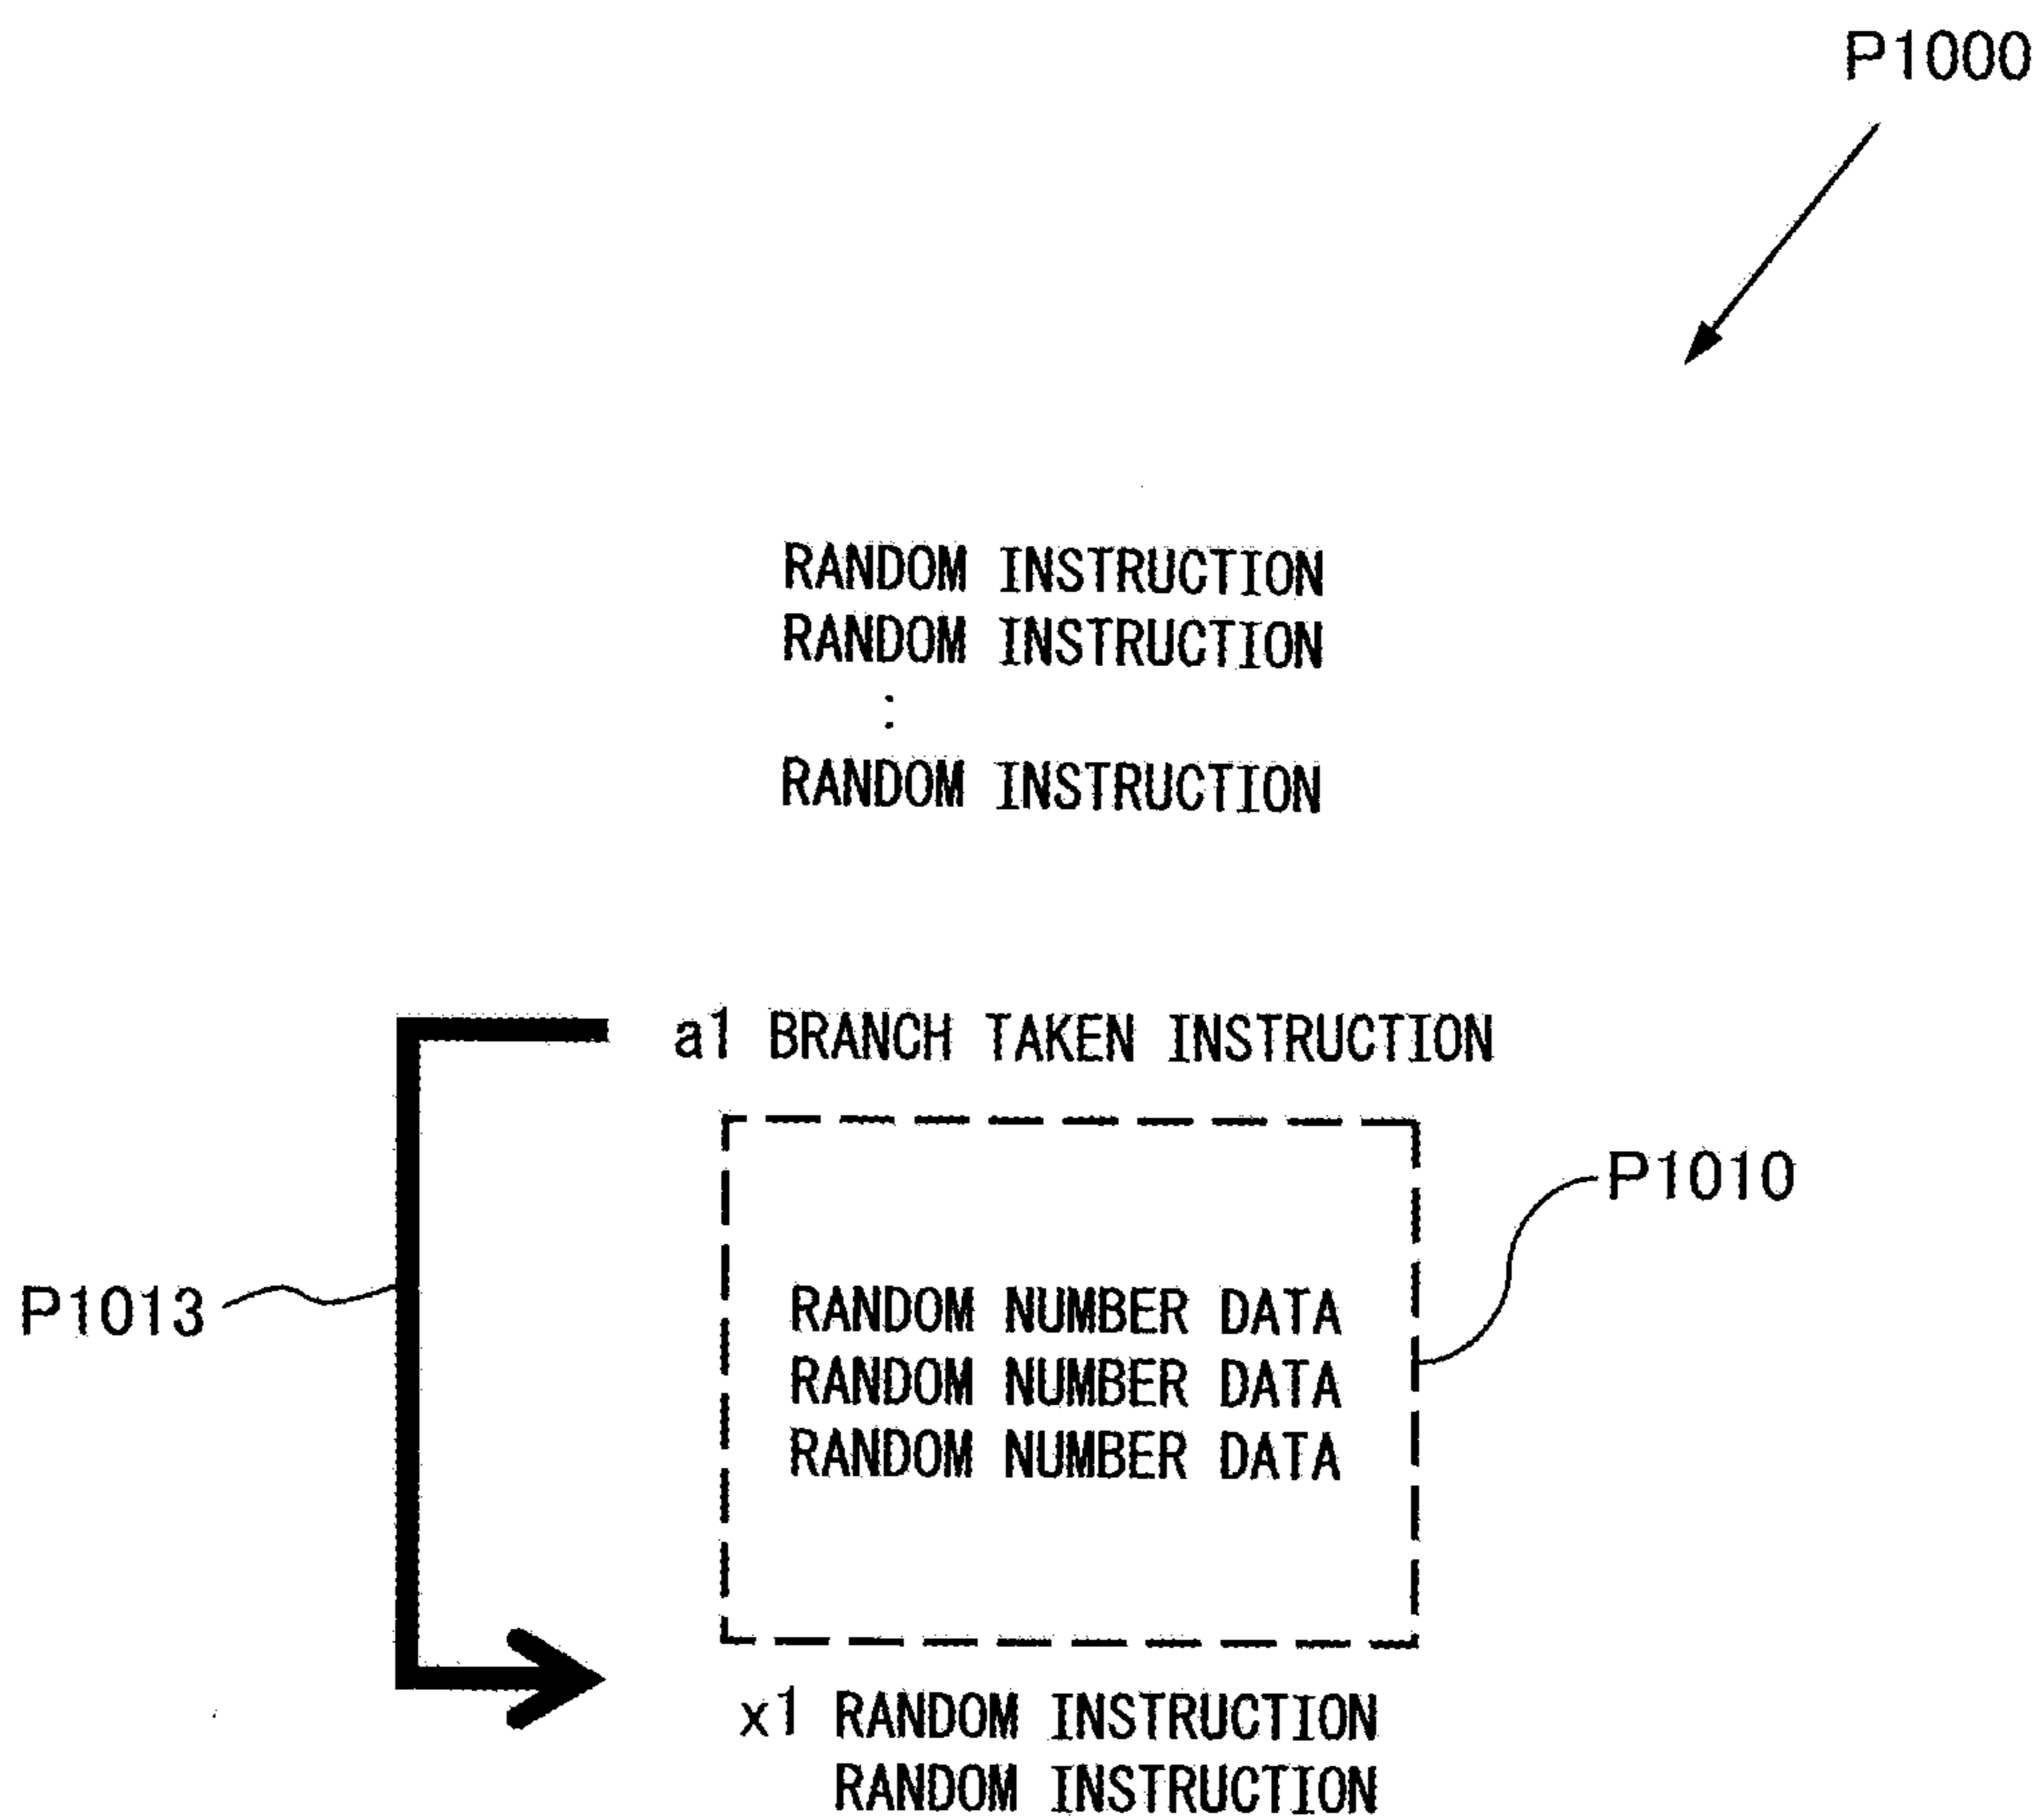 P1000
RANDOM INSTRUCTION
RANDOM INSTRUCTION
:
RANDOM INSTRUCTION
a1 BRANCH TAKEN INSTRUCTION
P1010
P1013
RANDOM NUMBER DATA
RANDOM NUMBER DATA
RANDOM NUMBER DATA
x1 RANDOM INSTRUCTION
RANDOM INSTRUCTION